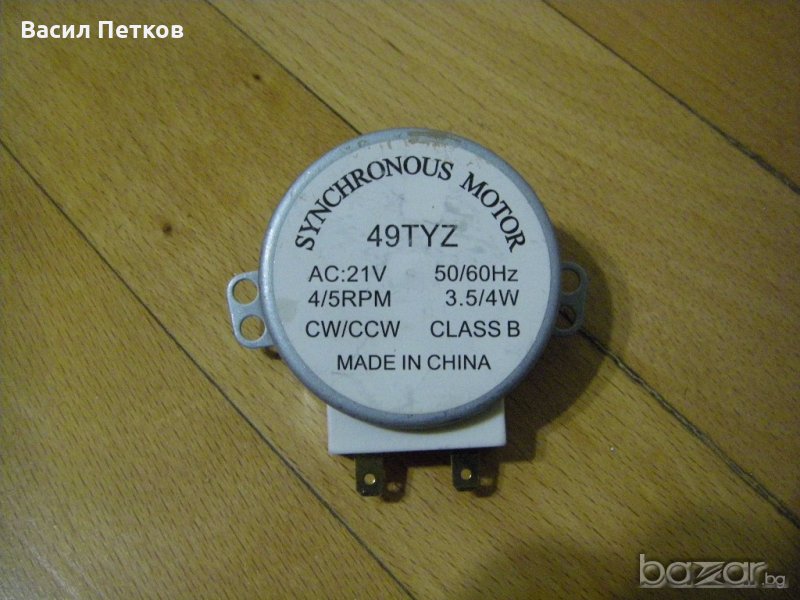 Васил Петков
SYNCHRONOUS MOTOR
49TYZ
AC:21V 50/60Hz
4/5RPM 3.5/4W
CW/CCW CLASS B
MADE IN CHINA
bazar.bg